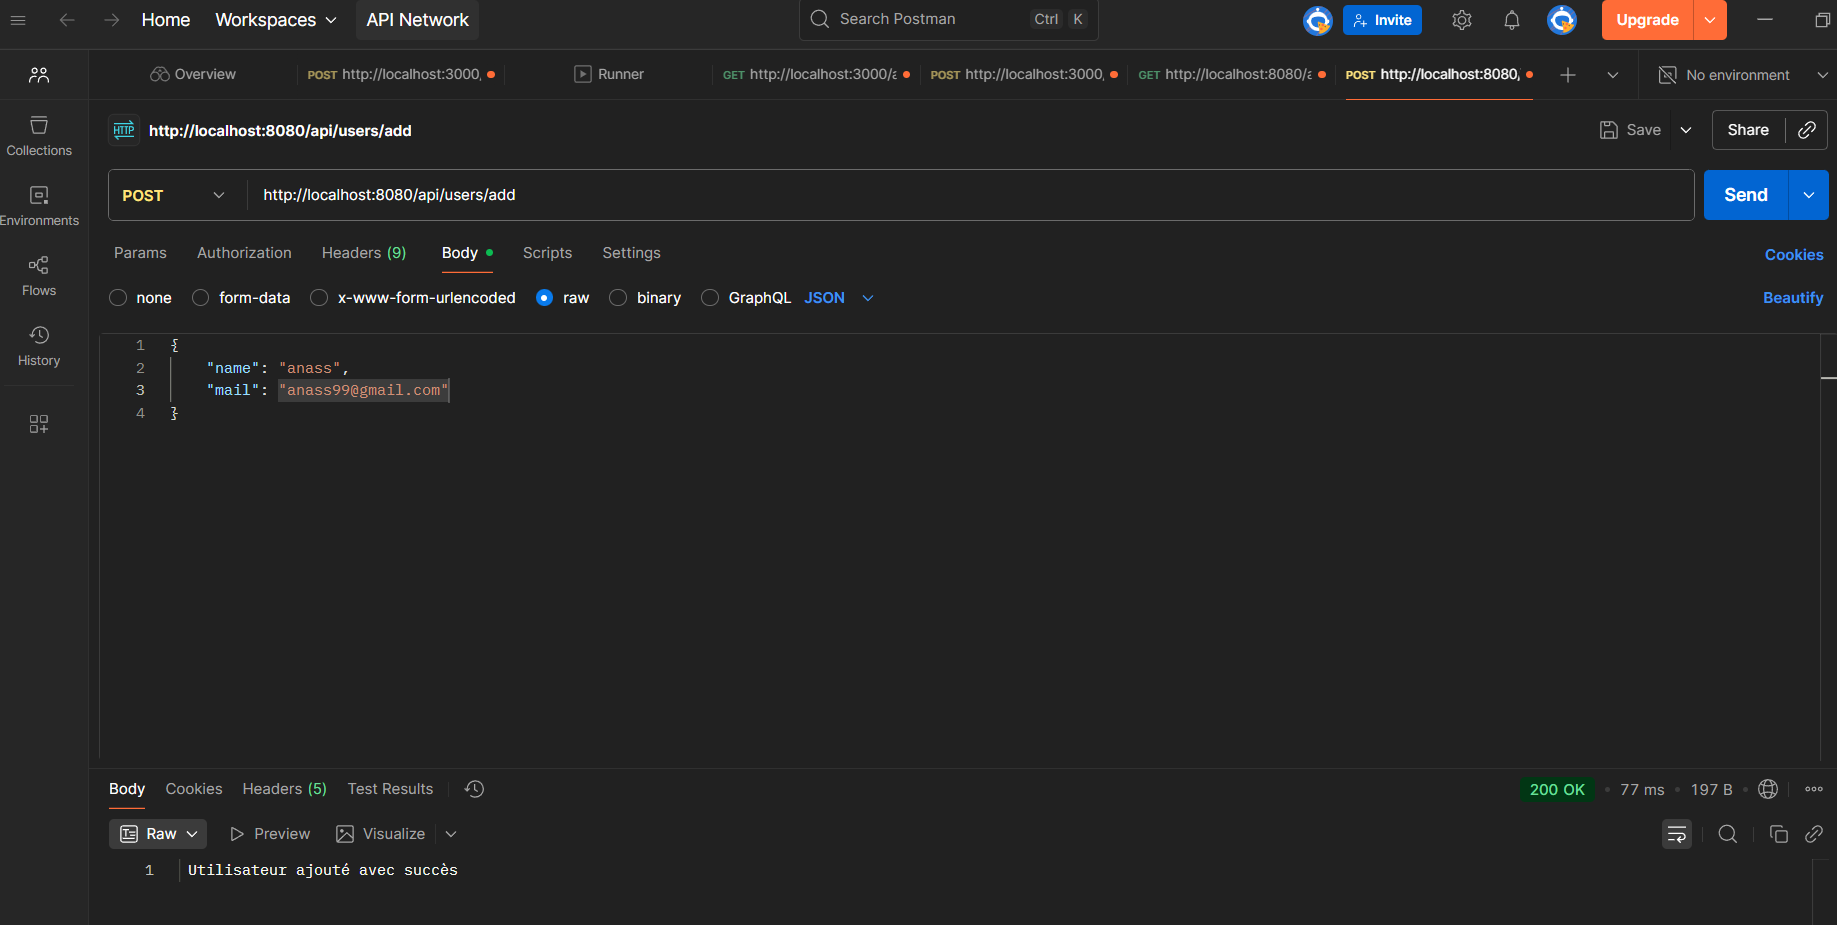 Home Workspaces API Network Search Postman Ctrl K Invite Upgrade
Overview POST http://localhost:3000, Runner GET http://localhost:3000/a POST http://localhost:3000, GET http://localhost:8080/a POST http://localhost:8080, No environment
HTTP http://localhost:8080/api/users/add Save Share
Collections
POST http://localhost:8080/api/users/add Send
Environments
Params Authorization Headers (9) Body Scripts Settings Cookies
Flows
none form-data x-www-form-urlencoded raw binary GraphQL JSON Beautify
History
1 {
2 "name": "anass",
3 "mail": "anass99@gmail.com"
4 }
Body Cookies Headers (5) Test Results 200 OK • 77 ms • 197 B
Raw Preview Visualize
1 Utilisateur ajouté avec succès